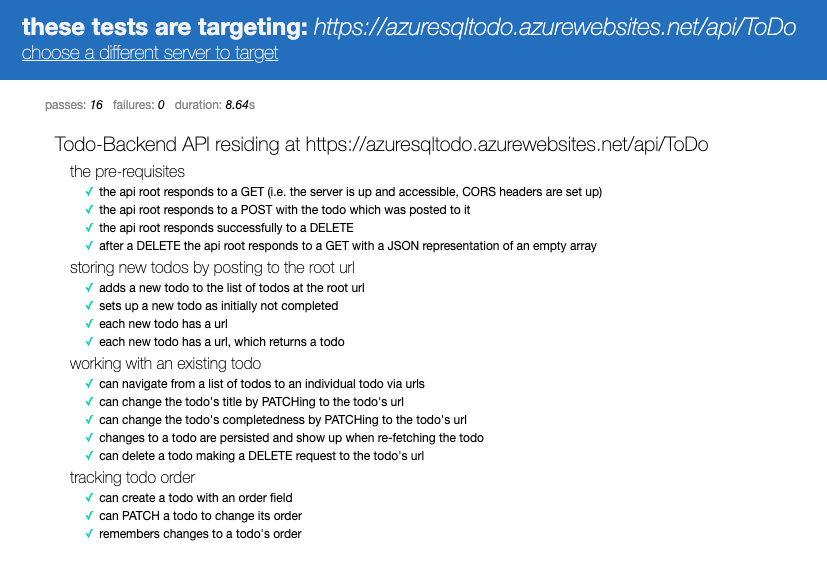 these tests are targeting: https://azuresqltodo.azurewebsites.net/api/ToDo
choose a different server to target
passes: 16 failures: 0 duration: 8.64s
Todo-Backend API residing at https://azuresqltodo.azurewebsites.net/api/ToDo
the pre-requisites
✓ the api root responds to a GET (i.e. the server is up and accessible, CORS headers are set up)
✓ the api root responds to a POST with the todo which was posted to it
✓ the api root responds successfully to a DELETE
✓ after a DELETE the api root responds to a GET with a JSON representation of an empty array
storing new todos by posting to the root url
✓ adds a new todo to the list of todos at the root url
✓ sets up a new todo as initially not completed
✓ each new todo has a url
✓ each new todo has a url, which returns a todo
working with an existing todo
✓ can navigate from a list of todos to an individual todo via urls
✓ can change the todo's title by PATCHing to the todo's url
✓ can change the todo's completedness by PATCHing to the todo's url
✓ changes to a todo are persisted and show up when re-fetching the todo
✓ can delete a todo making a DELETE request to the todo's url
tracking todo order
✓ can create a todo with an order field
✓ can PATCH a todo to change its order
✓ remembers changes to a todo's order